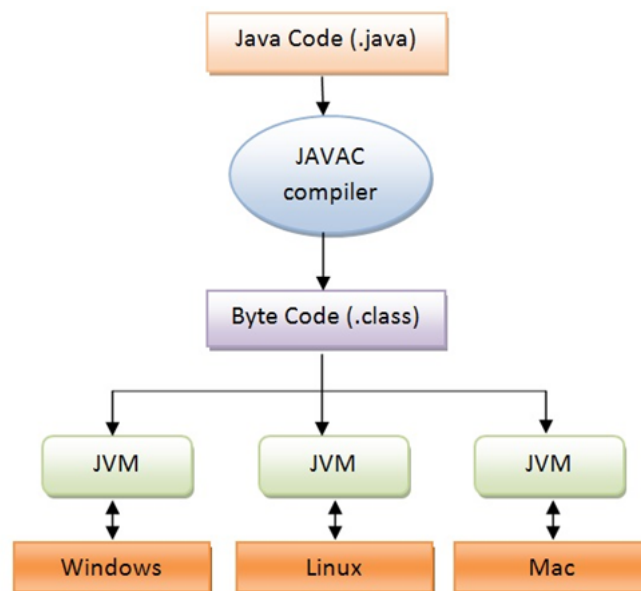 Java Code (.java)
JAVAC
compiler
Byte Code (.class)
JVM
JVM
JVM
Windows
Linux
Mac